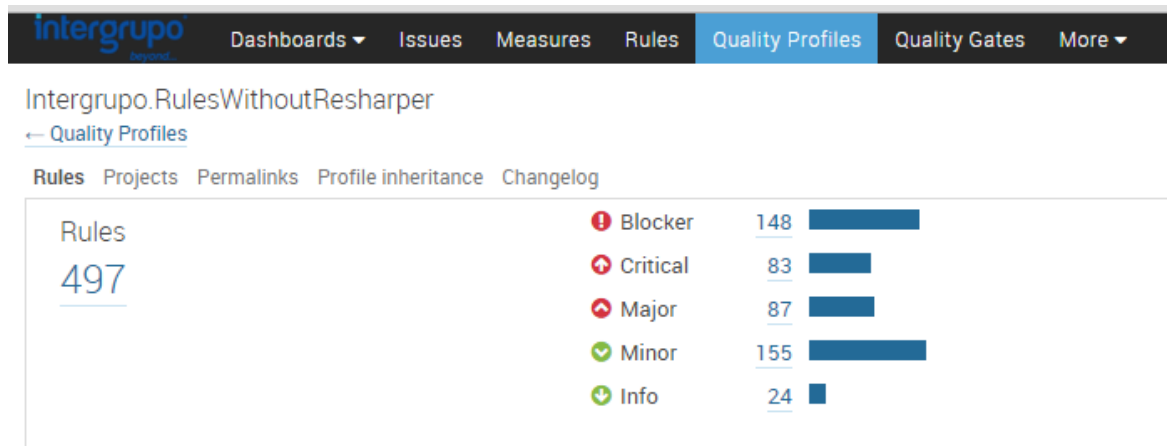 intergrupo
beyond..
Dashboards Issues Measures Rules Quality Profiles Quality Gates More
Intergrupo.RulesWithoutResharper
← Quality Profiles
Rules Projects Permalinks Profile inheritance Changelog
Rules
497
Blocker 148
Critical 83
Major 87
Minor 155
Info 24